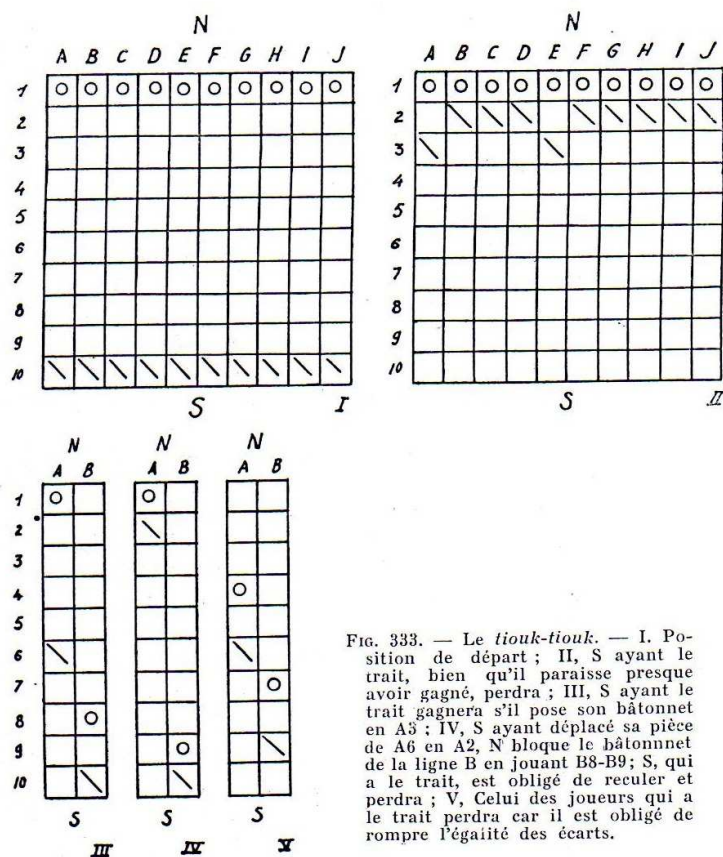 N
A B C D E F G H I J
1
2
3
4
5
6
7
8
9
10
S I
N
A B C D E F G H I J
1
2
3
4
5
6
7
8
9
10
S II
N
A B
1
2
3
4
5
6
7
8
9
10
S
III
N
A B
S
IV
N
A B
S
V
FIG. 333. — Le tiouk-tiouk. — I. Po-
sition de départ ; II, S ayant le
trait, bien qu'il paraisse presque
avoir gagné, perdra ; III, S ayant le
trait gagnera s'il pose son bâtonnet
en A3 ; IV, S ayant déplacé sa pièce
de A6 en A2, N bloque le bâtonnnet
de la ligne B en jouant B8-B9 ; S, qui
a le trait, est obligé de reculer et
perdra ; V, Celui des joueurs qui a
le trait perdra car il est obligé de
rompre l'égaiité des écarts.